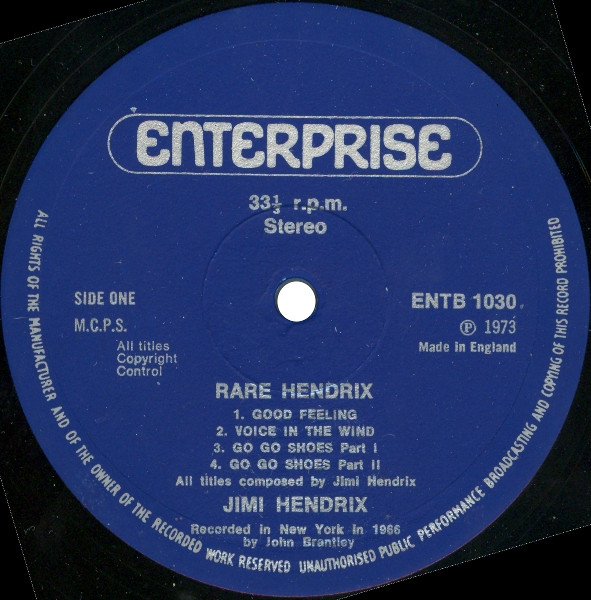 ENTERPRISE
33⅓ r.p.m.
Stereo
SIDE ONE
ENTB 1030
M.C.P.S.
℗ 1973
All titles
Copyright
Control
Made in England
RARE HENDRIX
1. GOOD FEELING
2. VOICE IN THE WIND
3. GO GO SHOES Part I
4. GO GO SHOES Part II
All titles composed by Jimi Hendrix
JIMI HENDRIX
Recorded in New York in 1966
by John Brantley
ALL RIGHTS OF THE MANUFACTURER AND OF THE OWNER OF THE RECORDED WORK RESERVED UNAUTHORISED PUBLIC PERFORMANCE BROADCASTING AND COPYING OF THIS RECORD PROHIBITED